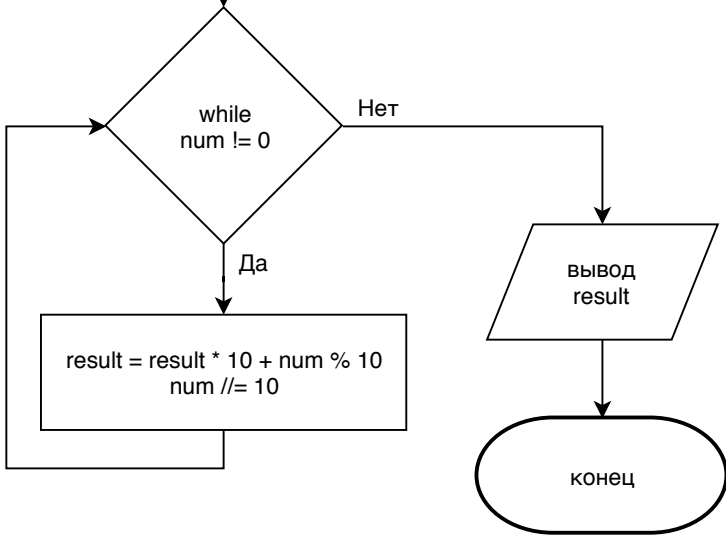 while
num != 0
Нет
Да
result = result * 10 + num % 10
num //= 10
вывод
result
конец